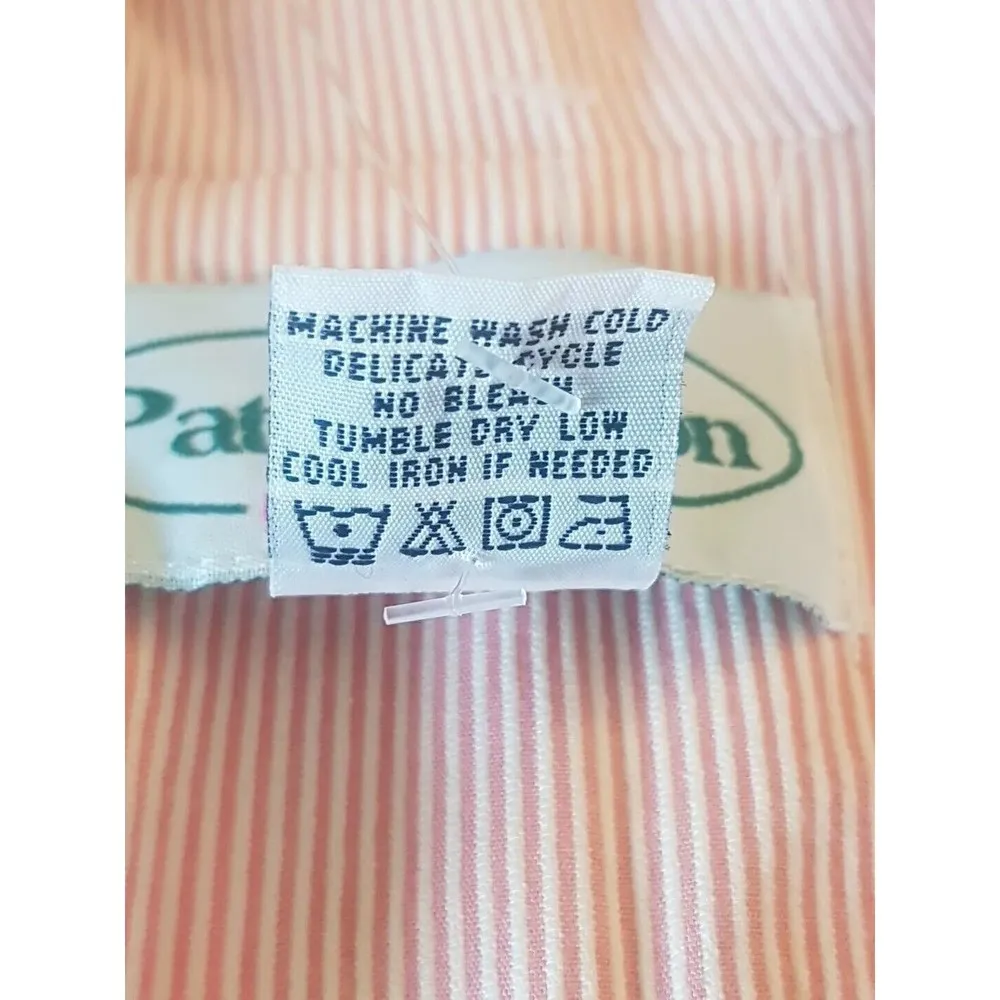 MACHINE WASH COLD
DELICATE CYCLE
NO BLEACH
TUMBLE DRY LOW
COOL IRON IF NEEDED